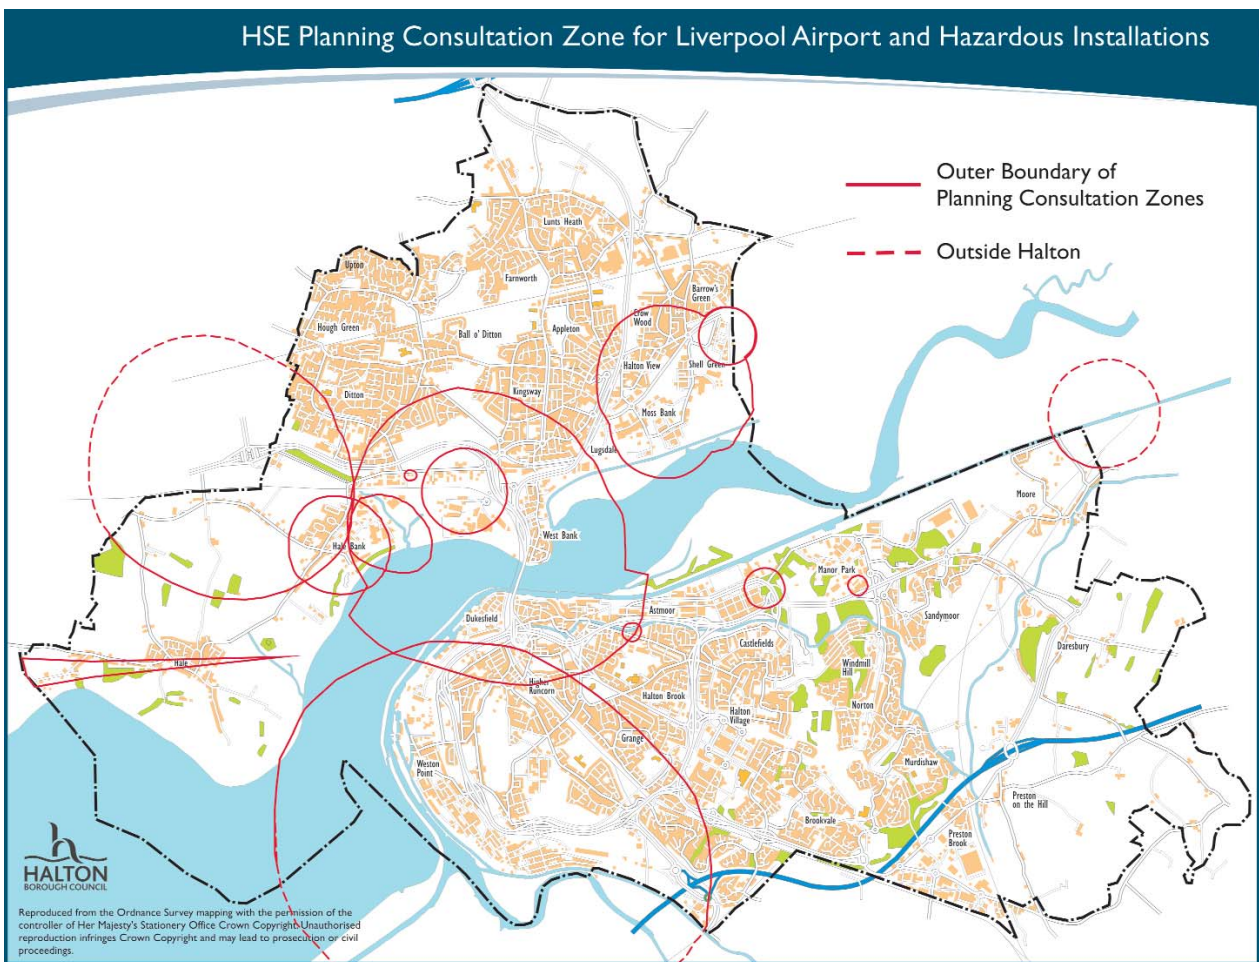 HSE Planning Consultation Zone for Liverpool Airport and Hazardous Installations
Outer Boundary of
Planning Consultation Zones
Outside Halton
Lunts Heath
Upton
Farnworth
Barrow's
Green
Crow
Wood
Hough Green
Ball o' Ditton
Appleton
Halton View
Shell Green
Ditton
Kingsway
Moss Bank
Lugsdale
Moore
West Bank
Hale Bank
Manor Park
Astmoor
Sandymoor
Dukesfield
Castlefields
Daresbury
Hale
Windmill
Hill
Higher
Runcorn
Halton Brook
Norton
Halton
Village
Grange
Weston
Point
Murdishaw
Preston
on the Hill
Brookvale
Preston
Brook
HALTON
BOROUGH COUNCIL
Reproduced from the Ordnance Survey mapping with the permission of the
controller of Her Majesty's Stationery Office Crown Copyright. Unauthorised
reproduction infringes Crown Copyright and may lead to prosecution or civil
proceedings.